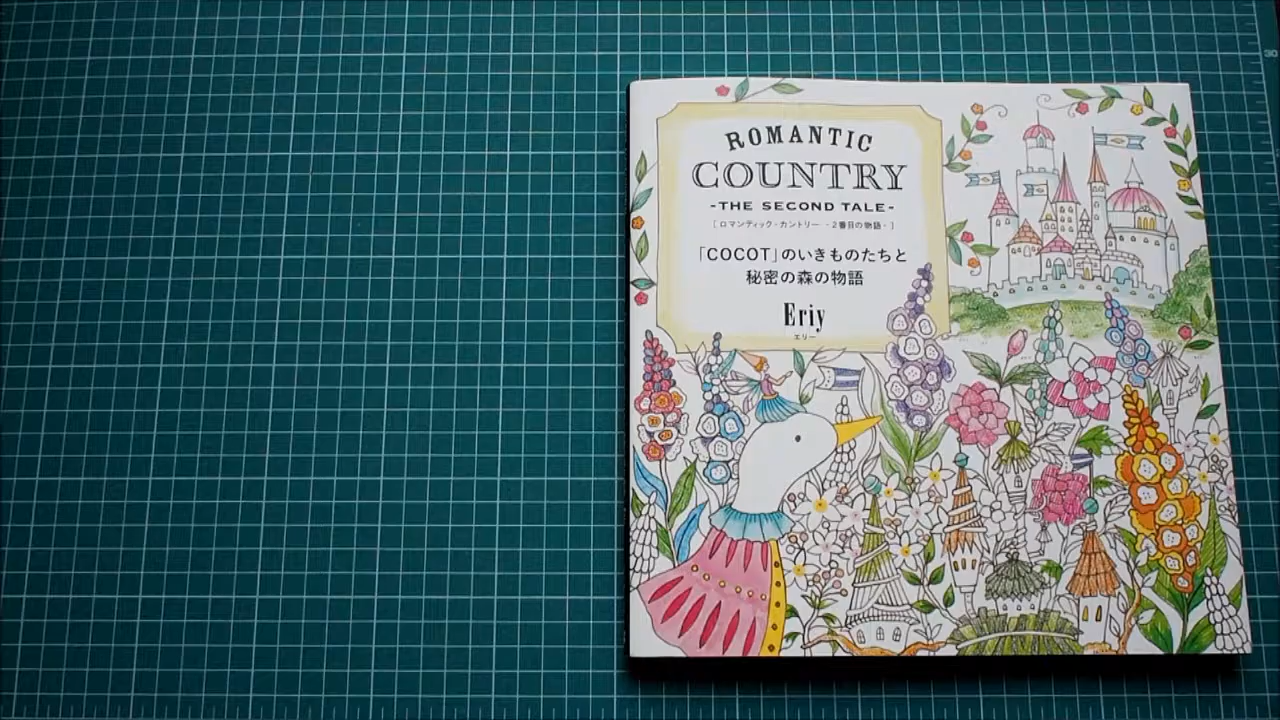 ROMANTIC
COUNTRY
-THE SECOND TALE-
[ロマンティック・カントリー -2番目の物語-]
「COCOT」のいきものたちと
秘密の森の物語
Eriy
エリー
30